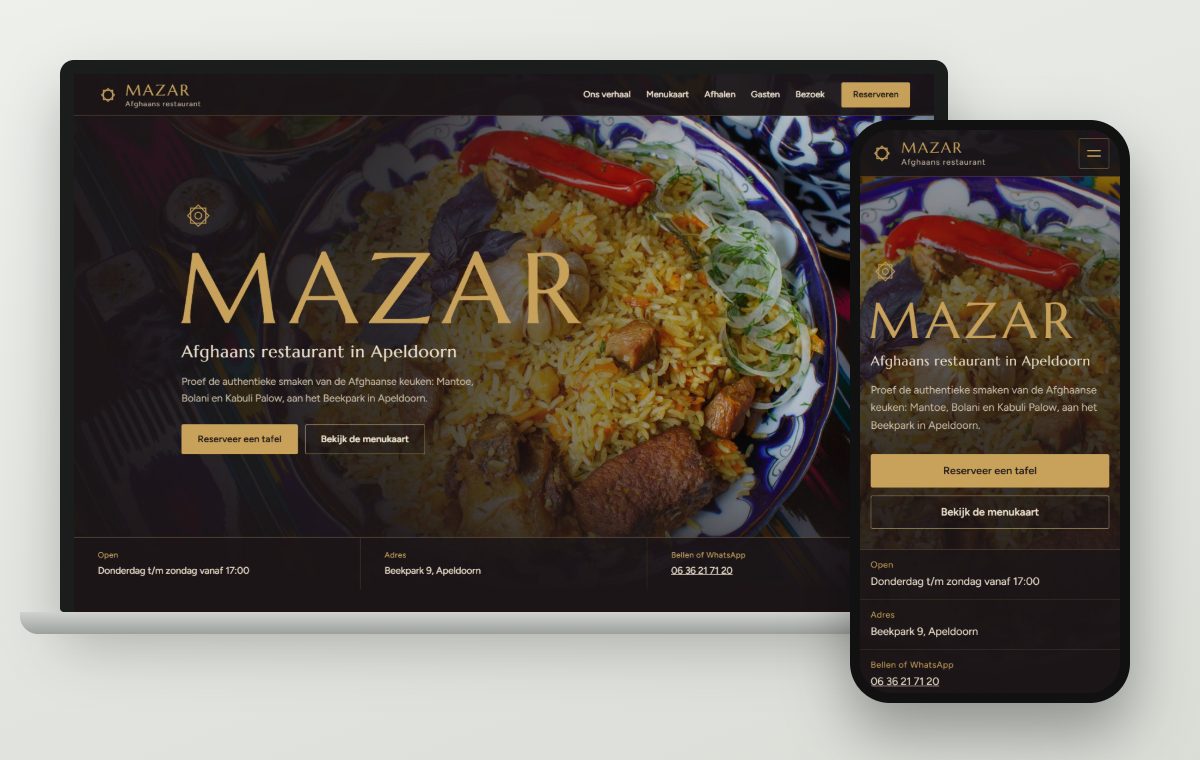 MAZAR
Afghaans restaurant
Ons verhaal Menukaart Afhalen Gasten Bezoek Reserveren
MAZAR
Afghaans restaurant in Apeldoorn
Proef de authentieke smaken van de Afghaanse keuken: Mantoe,
Bolani en Kabuli Palow, aan het Beekpark in Apeldoorn.
Reserveer een tafel Bekijk de menukaart
Open
Donderdag t/m zondag vanaf 17:00
Adres
Beekpark 9, Apeldoorn
Bellen of WhatsApp
06 36 21 71 20
MAZAR
Afghaans restaurant
MAZAR
Afghaans restaurant in Apeldoorn
Proef de authentieke smaken van de Afghaanse
keuken: Mantoe, Bolani en Kabuli Palow, aan het
Beekpark in Apeldoorn.
Reserveer een tafel
Bekijk de menukaart
Open
Donderdag t/m zondag vanaf 17:00
Adres
Beekpark 9, Apeldoorn
Bellen of WhatsApp
06 36 21 71 20